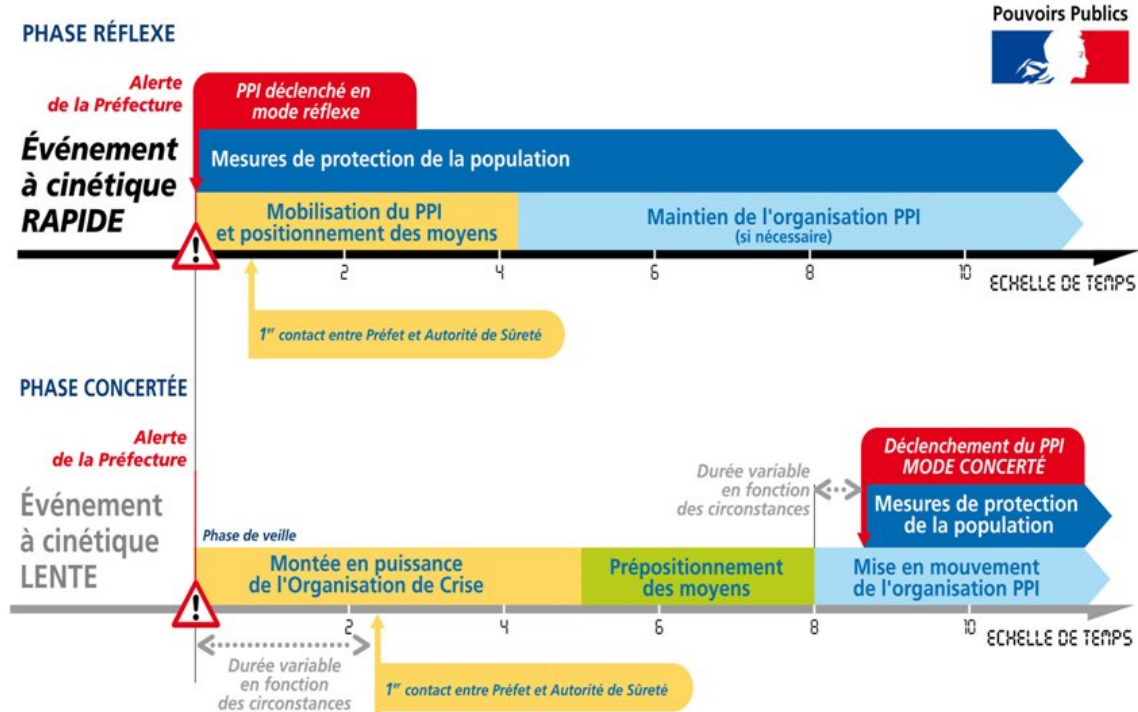 Pouvoirs Publics
PHASE RÉFLEXE
Alerte
de la Préfecture
PPI déclenché en
mode réflexe
Événement
à cinétique
RAPIDE
Mesures de protection de la population
Mobilisation du PPI
et positionnement des moyens
Maintien de l'organisation PPI
(si nécessaire)
!
2 4 6 8 10
ECHELLE DE TEMPS
1er contact entre Préfet et Autorité de Sûreté
PHASE CONCERTÉE
Alerte
de la Préfecture
Déclenchement du PPI
MODE CONCERTÉ
Durée variable
en fonction
des circonstances
Mesures de protection
de la population
Événement
à cinétique
LENTE
Phase de veille
Montée en puissance
de l'Organisation de Crise
Prépositionnement
des moyens
Mise en mouvement
de l'organisation PPI
!
2 4 6 8 10
ECHELLE DE TEMPS
Durée variable
en fonction
des circonstances
1er contact entre Préfet et Autorité de Sûreté